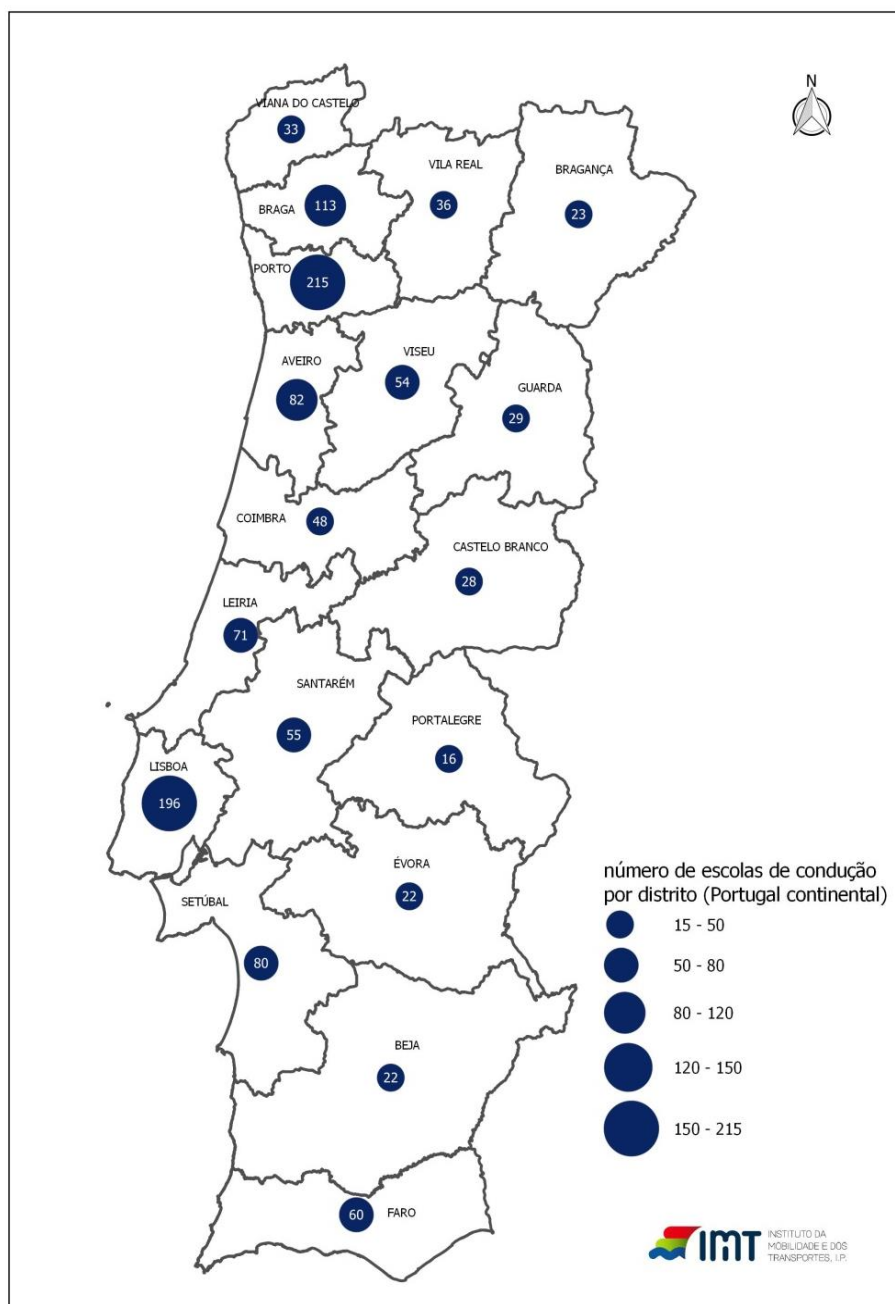 N
VIANA DO CASTELO
33
VILA REAL
36
BRAGANÇA
23
BRAGA
113
PORTO
215
AVEIRO
82
VISEU
54
GUARDA
29
COIMBRA
48
CASTELO BRANCO
28
LEIRIA
71
SANTARÉM
55
PORTALEGRE
16
LISBOA
196
ÉVORA
22
SETÚBAL
80
BEJA
22
FARO
60
número de escolas de condução
por distrito (Portugal continental)
15 - 50
50 - 80
80 - 120
120 - 150
150 - 215
IMT
INSTITUTO DA
MOBILIDADE E DOS
TRANSPORTES, I.P.